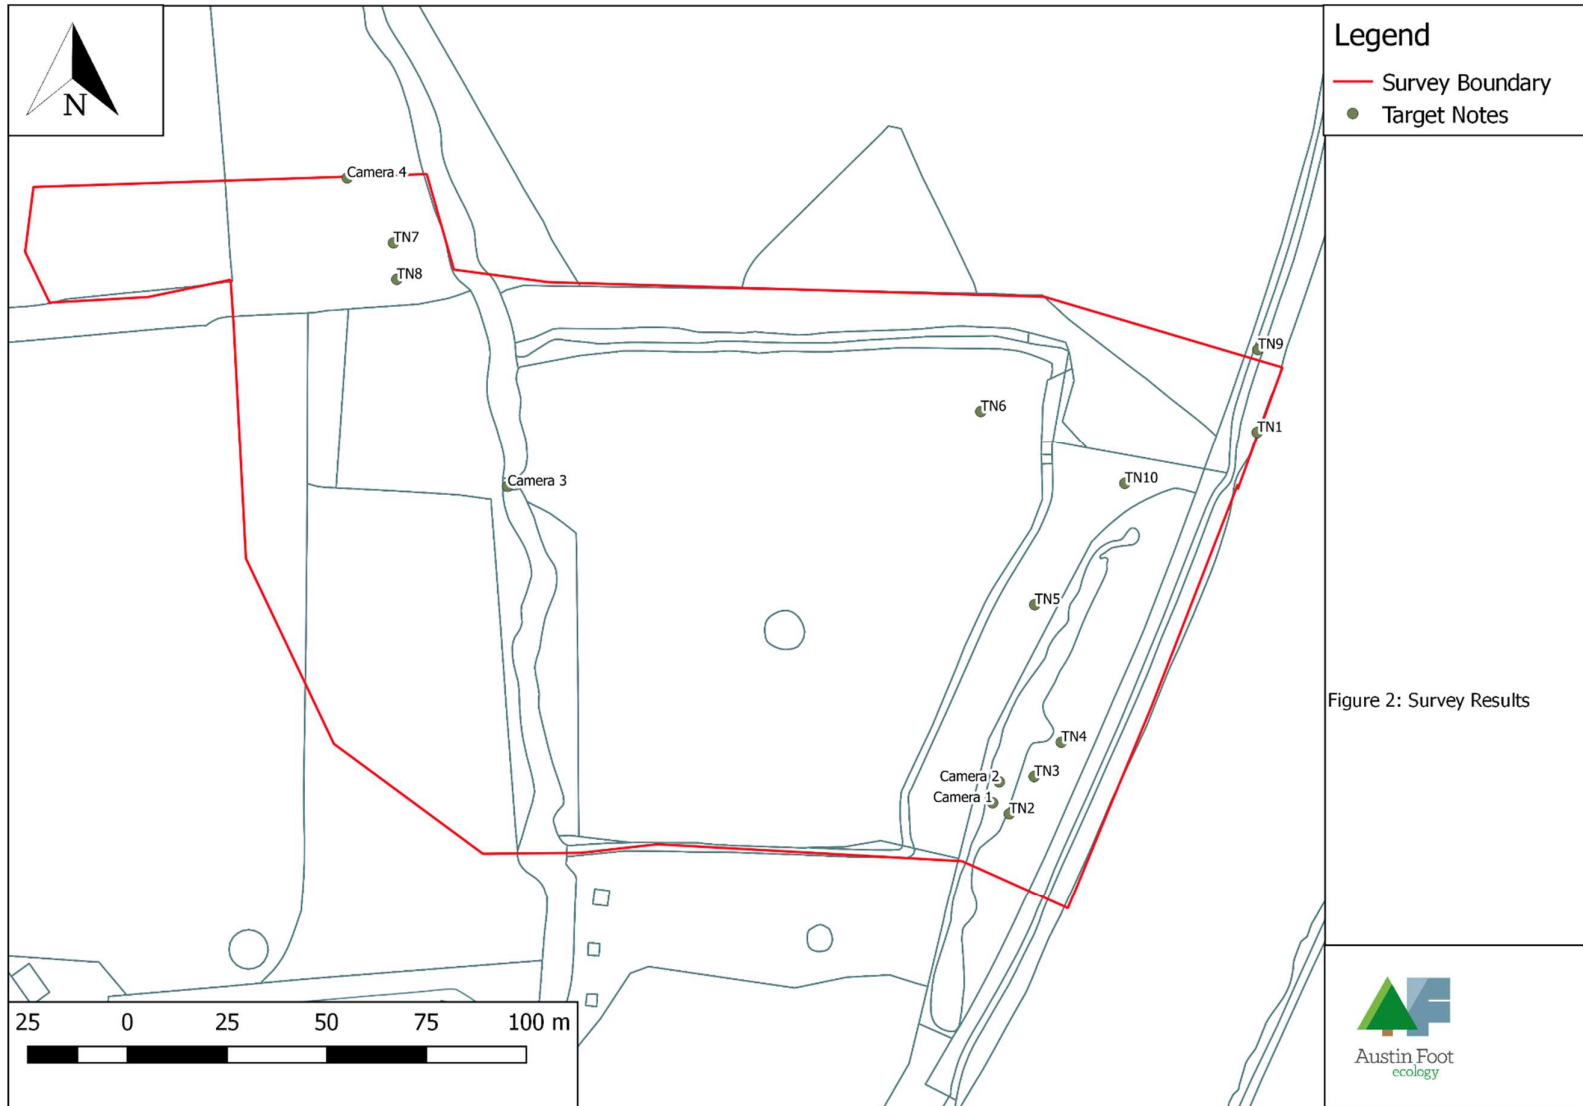 N
Legend
Survey Boundary
Target Notes
Camera 4
TN7
TN8
TN9
TN6
TN1
Camera 3
TN10
TN5
Figure 2: Survey Results
TN4
Camera 2
TN3
Camera 1
TN2
25 0 25 50 75 100 m
Austin Foot
ecology